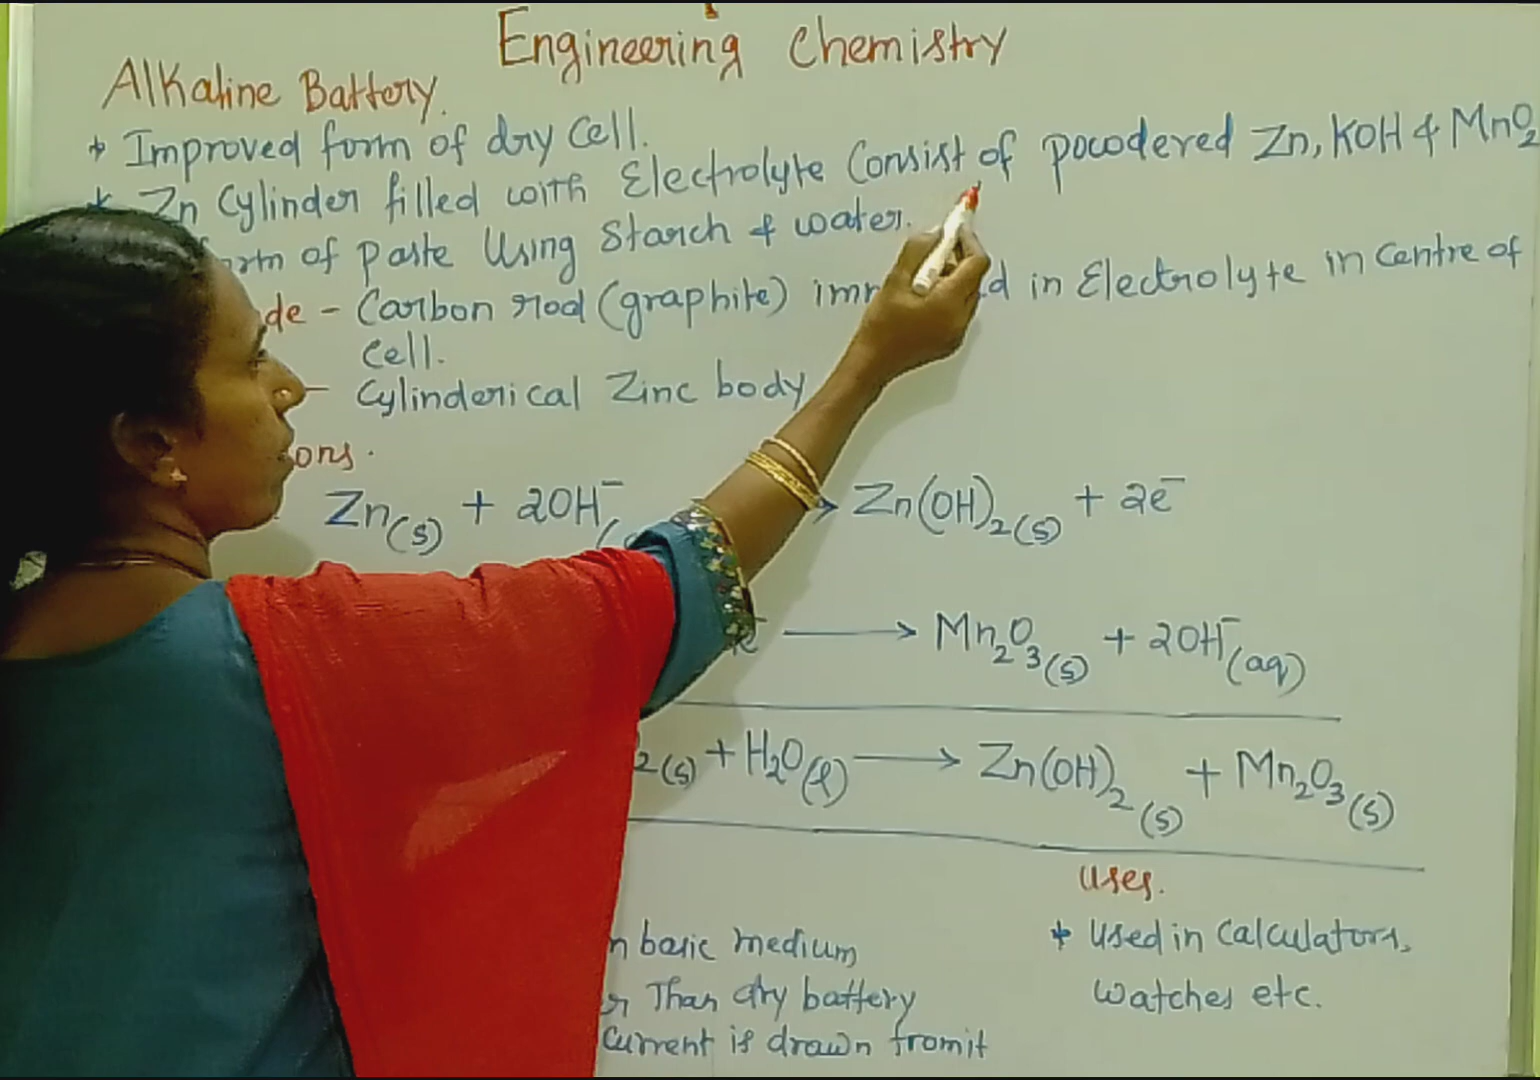 Engineering Chemistry
Alkaline Battery.
* Improved form of dry cell.
* Zn Cylinder filled with Electrolyte Consist of powdered Zn, KOH & MnO2
of paste Using Starch & water.
- Carbon rod (graphite) in Electrolyte in Centre of
cell.
- Cylinderical Zinc body
Zn(s) + 2OH⁻ → Zn(OH)2(s) + 2e⁻
e⁻ → Mn2O3(s) + 2OH⁻(aq)
2(s) + H2O(l) → Zn(OH)2(s) + Mn2O3(s)
Uses.
basic medium
* Used in Calculators,
Than dry battery
Watches etc.
Current is drawn from it